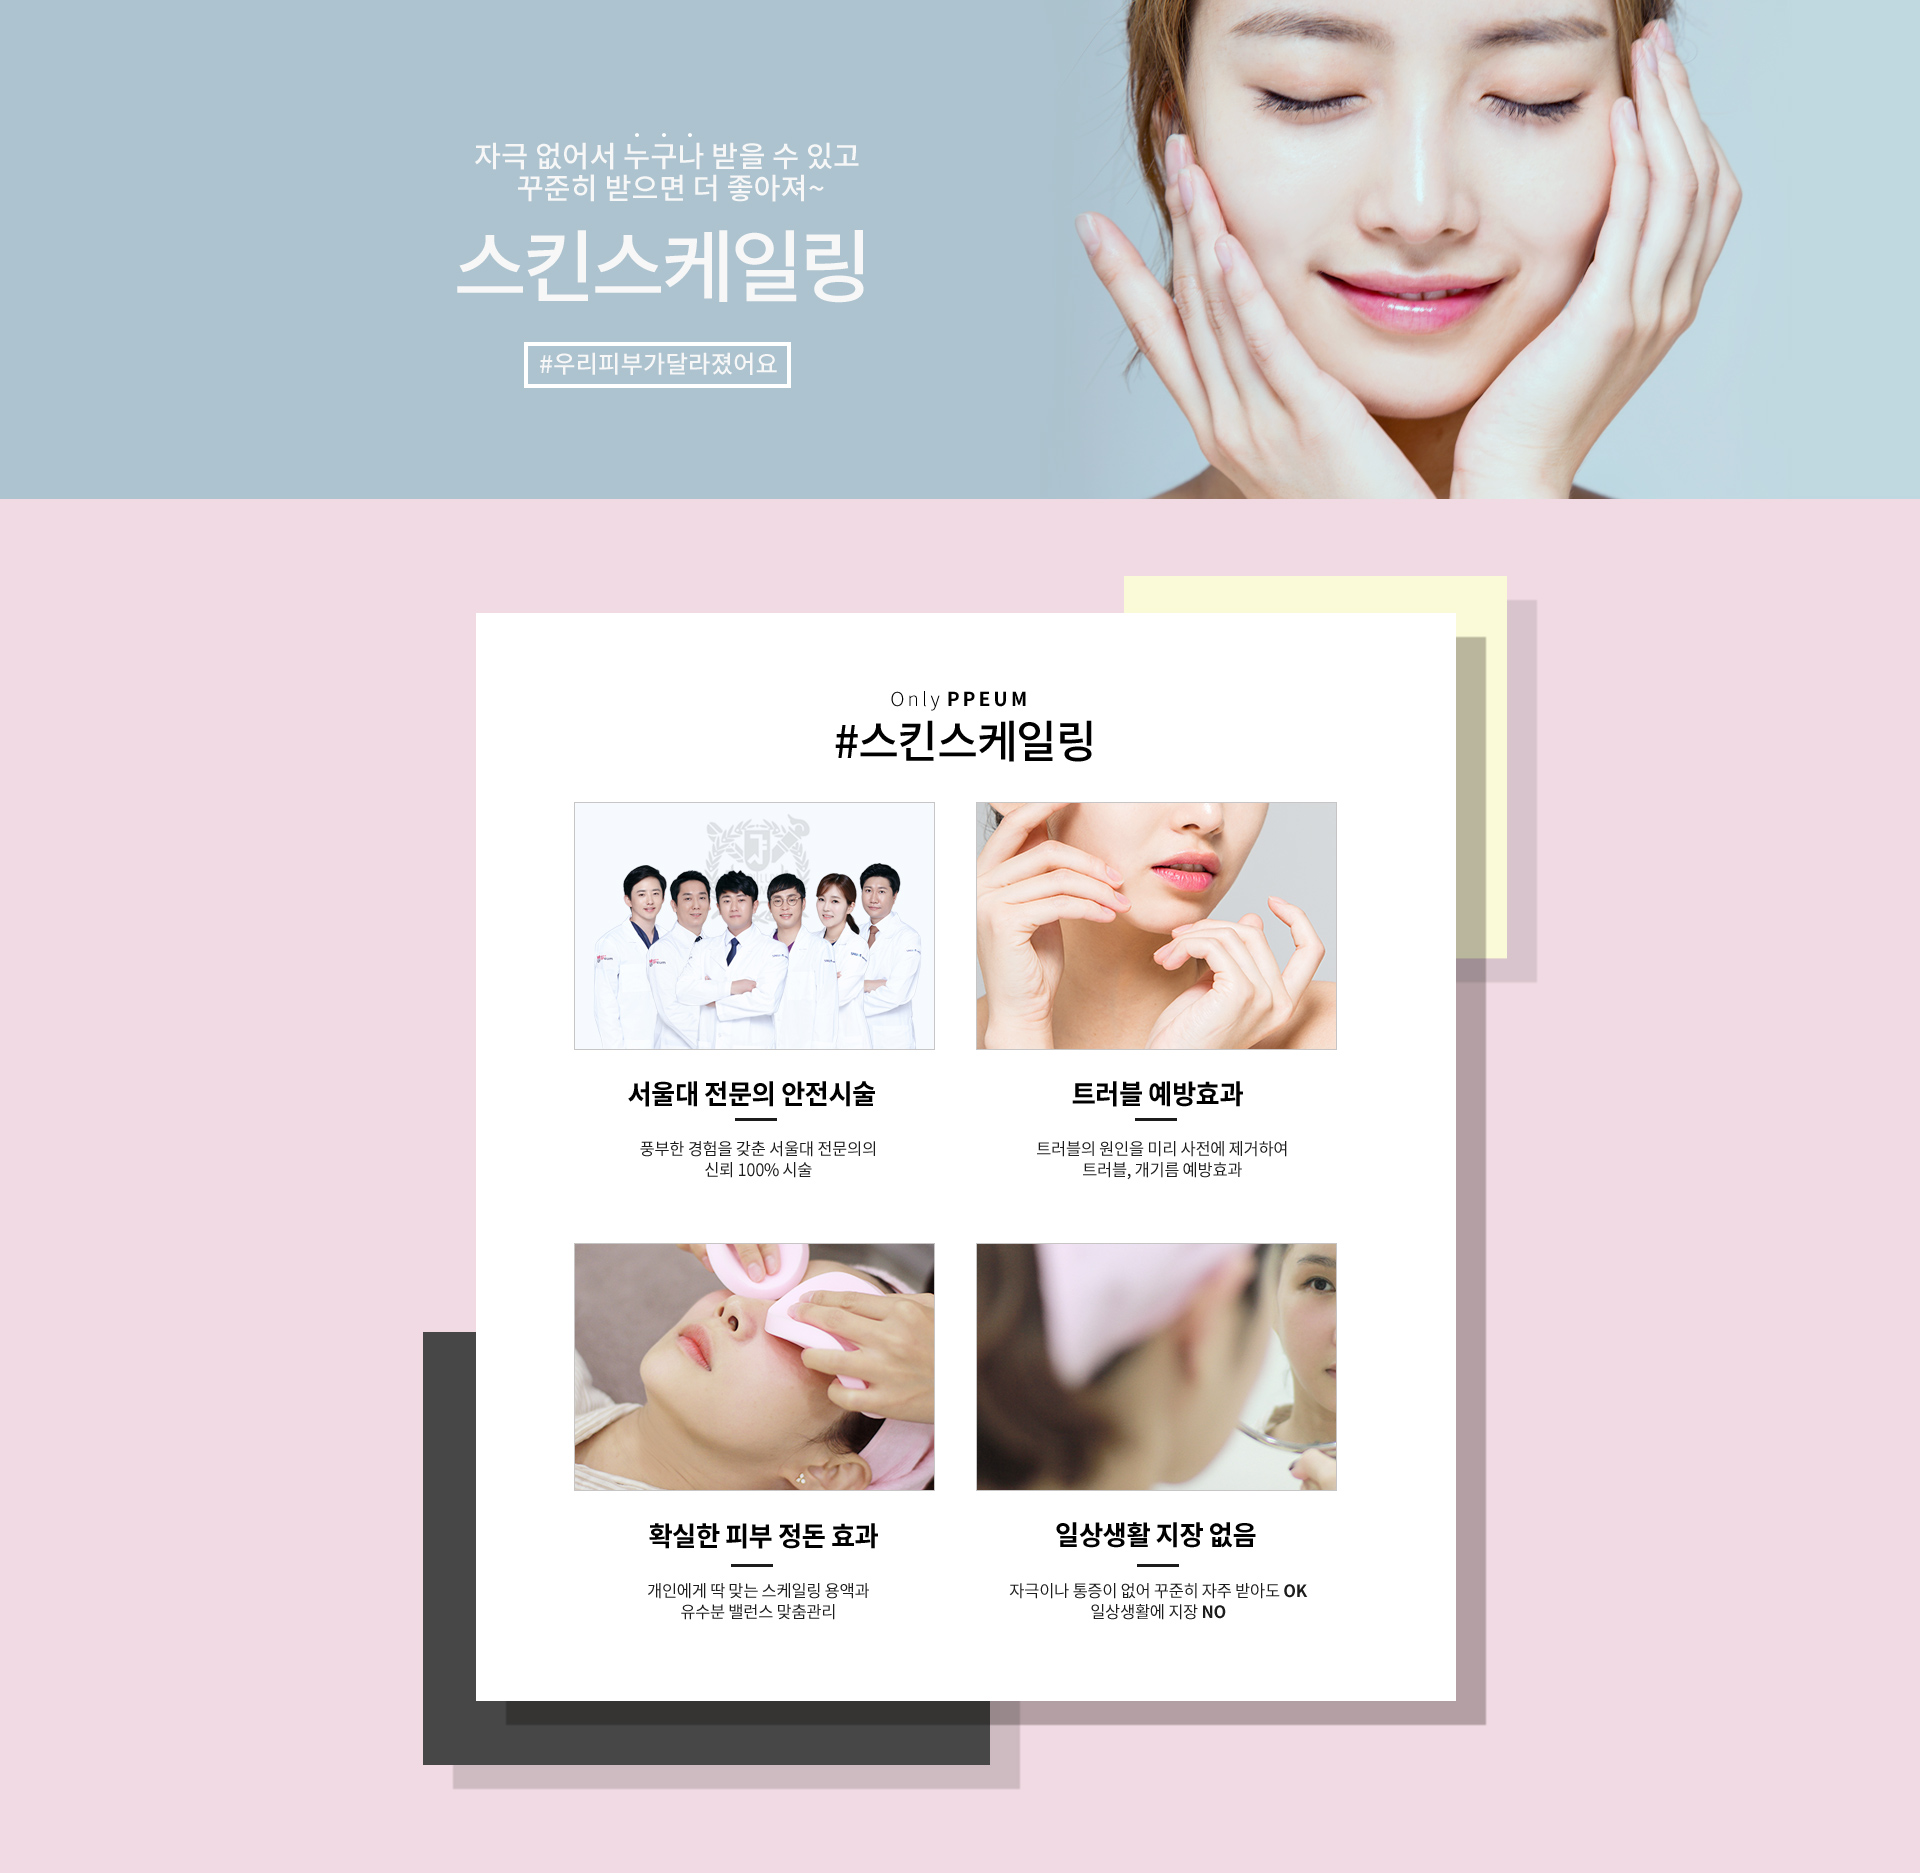 자극 없어서 누구나 받을 수 있고
꾸준히 받으면 더 좋아져~
스킨스케일링
#우리피부가달라졌어요
Only PPEUM
#스킨스케일링
서울대 전문의 안전시술
풍부한 경험을 갖춘 서울대 전문의의
신뢰 100% 시술
트러블 예방효과
트러블의 원인을 미리 사전에 제거하여
트러블, 개기름 예방효과
확실한 피부 정돈 효과
개인에게 딱 맞는 스케일링 용액과
유수분 밸런스 맞춤관리
일상생활 지장 없음
자극이나 통증이 없어 꾸준히 자주 받아도 OK
일상생활에 지장 NO